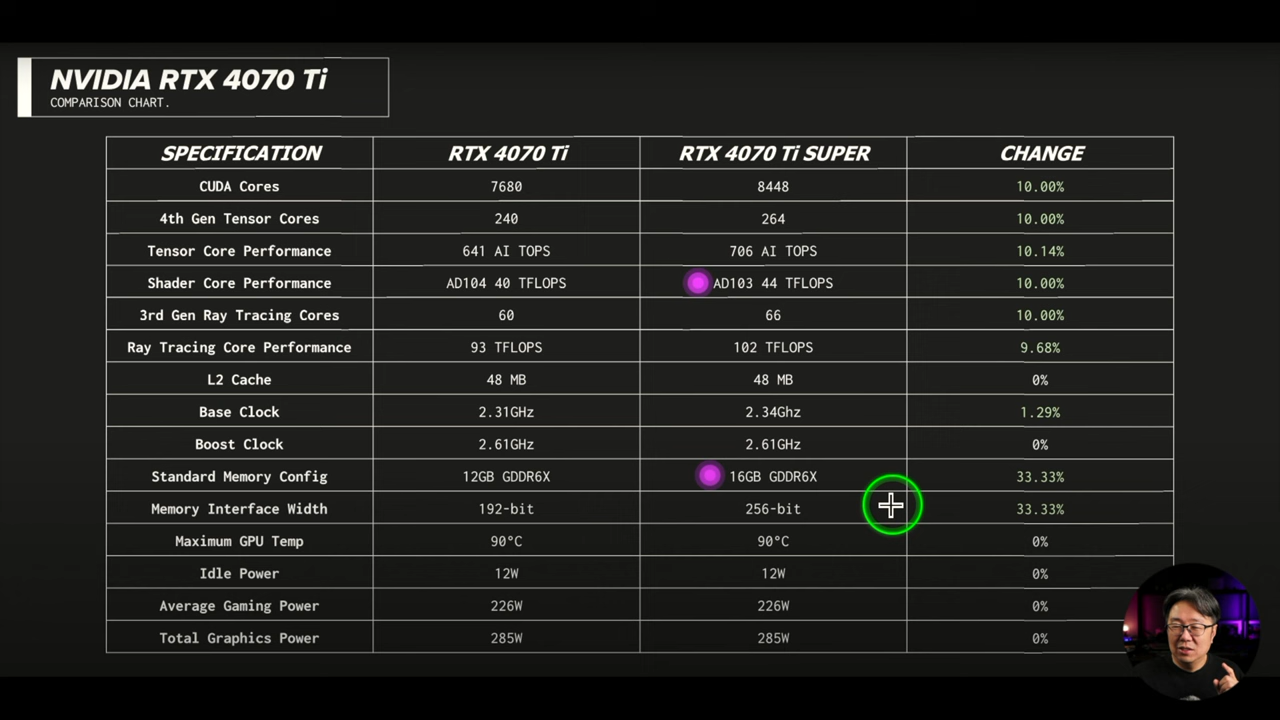 NVIDIA RTX 4070 Ti
COMPARISON CHART.
SPECIFICATION RTX 4070 Ti RTX 4070 Ti SUPER CHANGE
CUDA Cores 7680 8448 10.00%
4th Gen Tensor Cores 240 264 10.00%
Tensor Core Performance 641 AI TOPS 706 AI TOPS 10.14%
Shader Core Performance AD104 40 TFLOPS AD103 44 TFLOPS 10.00%
3rd Gen Ray Tracing Cores 60 66 10.00%
Ray Tracing Core Performance 93 TFLOPS 102 TFLOPS 9.68%
L2 Cache 48 MB 48 MB 0%
Base Clock 2.31GHz 2.34Ghz 1.29%
Boost Clock 2.61GHz 2.61GHz 0%
Standard Memory Config 12GB GDDR6X 16GB GDDR6X 33.33%
Memory Interface Width 192-bit 256-bit 33.33%
Maximum GPU Temp 90°C 90°C 0%
Idle Power 12W 12W 0%
Average Gaming Power 226W 226W 0%
Total Graphics Power 285W 285W 0%